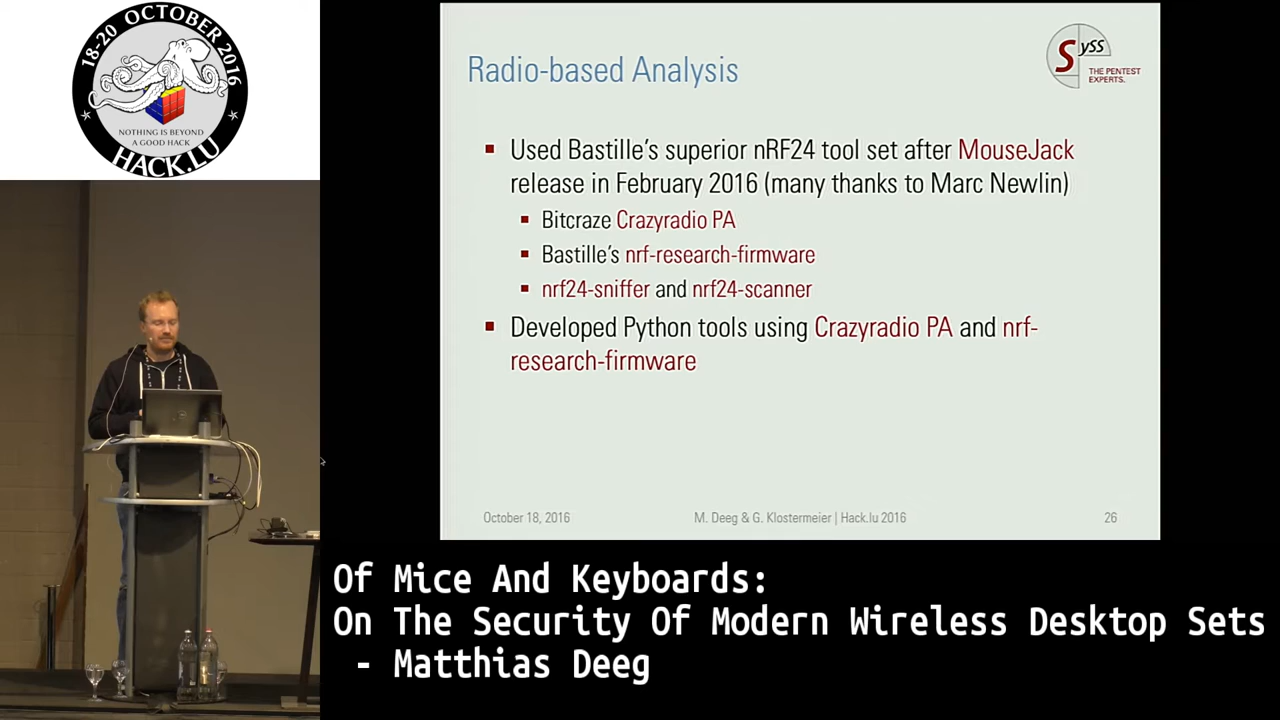 18-20 OCTOBER 2016
NOTHING IS BEYOND
A GOOD HACK
HACK.LU
Radio-based Analysis
SySS
THE PENTEST
EXPERTS.
Used Bastille's superior nRF24 tool set after MouseJack
release in February 2016 (many thanks to Marc Newlin)
Bitcraze Crazyradio PA
Bastille's nrf-research-firmware
nrf24-sniffer and nrf24-scanner
Developed Python tools using Crazyradio PA and nrf-
research-firmware
October 18, 2016
M. Deeg & G. Klostermeier | Hack.lu 2016
26
Of Mice And Keyboards:
On The Security Of Modern Wireless Desktop Sets
- Matthias Deeg